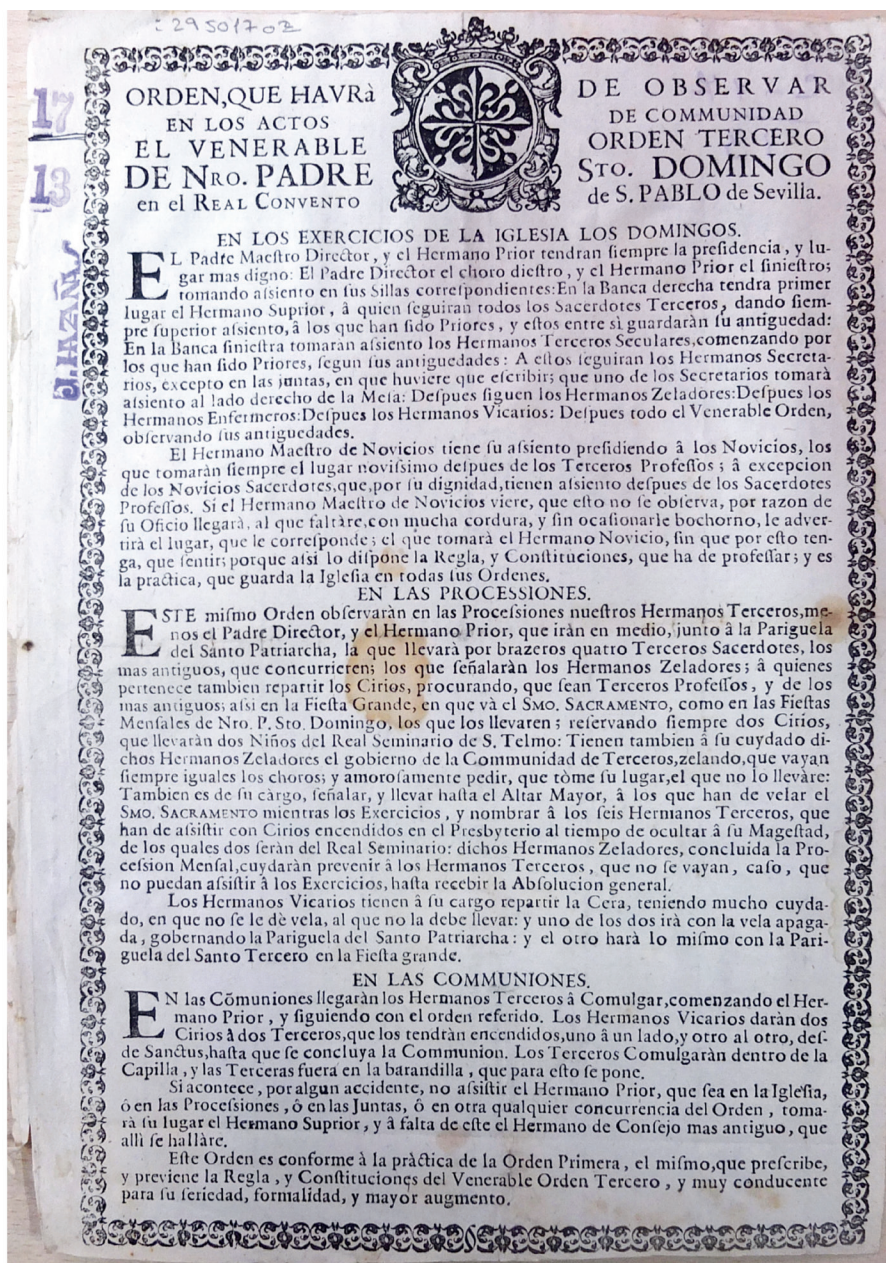 : 29501702
17
13
J. HAZAÑAS
ORDEN, QUE HAVRà DE OBSERVAR
EN LOS ACTOS DE COMMUNIDAD
EL VENERABLE ORDEN TERCERO
DE NRO. PADRE STO. DOMINGO
en el REAL CONVENTO de S. PABLO de Sevilla.
EN LOS EXERCICIOS DE LA IGLESIA LOS DOMINGOS.
EL Padre Maeſtro Director, y el Hermano Prior tendran ſiempre la preſidencia, y lu-
gar mas digno: El Padre Director el choro dieſtro, y el Hermano Prior el ſinieſtro;
tomando aſsiento en ſus Sillas correſpondientes: En la Banca derecha tendra primer
lugar el Hermano Suprior, â quien ſeguiran todos los Sacerdotes Terceros, dando ſiem-
pre ſuperior aſsiento, â los que han ſido Priores, y eſtos entre sì guardaràn ſu antiguedad:
En la Banca ſinieſtra tomaràn aſsiento los Hermanos Terceros Seculares, comenzando por
los que han ſido Priores, ſegun ſus antiguedades: A eſtos ſeguiran los Hermanos Secreta-
rios, excepto en las juntas, en que huviere que eſcribir; que uno de los Secretarios tomarà
aſsiento al lado derecho de la Meſa: Deſpues ſiguen los Hermanos Zeladores: Deſpues los
Hermanos Enfermeros: Deſpues los Hermanos Vicarios: Deſpues todo el Venerable Orden,
obſervando ſus antiguedades.
El Hermano Maeſtro de Novicios tiene ſu aſsiento preſidiendo â los Novicios, los
que tomaràn ſiempre el lugar noviſsimo deſpues de los Terceros Profeſſos; â excepcion
de los Novicios Sacerdotes, que, por ſu dignidad, tienen aſsiento deſpues de los Sacerdotes
Profeſſos. Si el Hermano Maeſtro de Novicios viere, que eſto no ſe obſerva, por razon de
ſu Oficio llegarà, al que faltàre, con mucha cordura, y ſin ocaſionarle bochorno, le adver-
tirà el lugar, que le correſponde; el que tomarà el Hermano Novicio, ſin que por eſto ten-
ga, que ſentir; porque aſsi lo diſpone la Regla, y Conſtituciones, que ha de profeſſar; y es
la practica, que guarda la Igleſia en todas ſus Ordenes.
EN LAS PROCESSIONES.
ESTE miſmo Orden obſervaràn en las Proceſsiones nueſtros Hermanos Terceros, me-
nos el Padre Director, y el Hermano Prior, que iràn en medio, junto â la Pariguela
del Santo Patriarcha, la que llevarà por brazeros quatro Terceros Sacerdotes, los
mas antiguos, que concurrieren; los que ſeñalaràn los Hermanos Zeladores; â quienes
pertenece tambien repartir los Cirios, procurando, que ſean Terceros Profeſſos, y de los
mas antiguos; aſsi en la Fieſta Grande, en que và el SMO. SACRAMENTO, como en las Fieſtas
Menſales de Nro. P. Sto. Domingo, los que los llevaren; reſervando ſiempre dos Cirios,
que llevaràn dos Niños del Real Seminario de S. Telmo: Tienen tambien â ſu cuydado di-
chos Hermanos Zeladores el gobierno de la Communidad de Terceros, zelando, que vayan
ſiempre iguales los choros; y amoroſamente pedir, que tòme ſu lugar, el que no lo llevàre:
Tambien es de ſu càrgo, ſeñalar, y llevar haſta el Altar Mayor, â los que han de velar el
SMO. SACRAMENTO mientras los Exercicios, y nombrar â los ſeis Hermanos Terceros, que
han de aſsiſtir con Cirios encendidos en el Presbyterio al tiempo de ocultar â ſu Mageſtad,
de los quales dos ſeràn del Real Seminario: dichos Hermanos Zeladores, concluida la Pro-
ceſsion Menſal, cuydaràn prevenir â los Hermanos Terceros, que no ſe vayan, caſo, que
no puedan aſsiſtir â los Exercicios, haſta recebir la Abſolucion general.
Los Hermanos Vicarios tienen â ſu cargo repartir la Cera, teniendo mucho cuyda-
do, en que no ſe le dè vela, al que no la debe llevar: y uno de los dos irà con la vela apaga-
da, gobernando la Pariguela del Santo Patriarcha: y el otro harà lo miſmo con la Pari-
guela del Santo Tercero en la Fieſta grande.
EN LAS COMMUNIONES.
EN las Cõmuniones llegaràn los Hermanos Terceros â Comulgar, comenzando el Her-
mano Prior, y ſiguiendo con el orden referido. Los Hermanos Vicarios daràn dos
Cirios â dos Terceros, que los tendràn encendidos, uno â un lado, y otro al otro, deſ-
de Sanctus, haſta que ſe concluya la Communion. Los Terceros Comulgaràn dentro de la
Capilla, y las Terceras fuera en la barandilla, que para eſto ſe pone.
Si acontece, por algun accidente, no aſsiſtir el Hermano Prior, que ſea en la Igleſia,
ô en las Proceſsiones, ô en las Juntas, ô en otra qualquier concurrencia del Orden, toma-
rà ſu lugar el Hermano Suprior, y â falta de eſte el Hermano de Conſejo mas antiguo, que
allì ſe hallàre.
Eſte Orden es conforme à la pràctica de la Orden Primera, el miſmo, que preſcribe,
y previene la Regla, y Conſtituciones del Venerable Orden Tercero, y muy conducente
para ſu ſeriedad, formalidad, y mayor augmento.